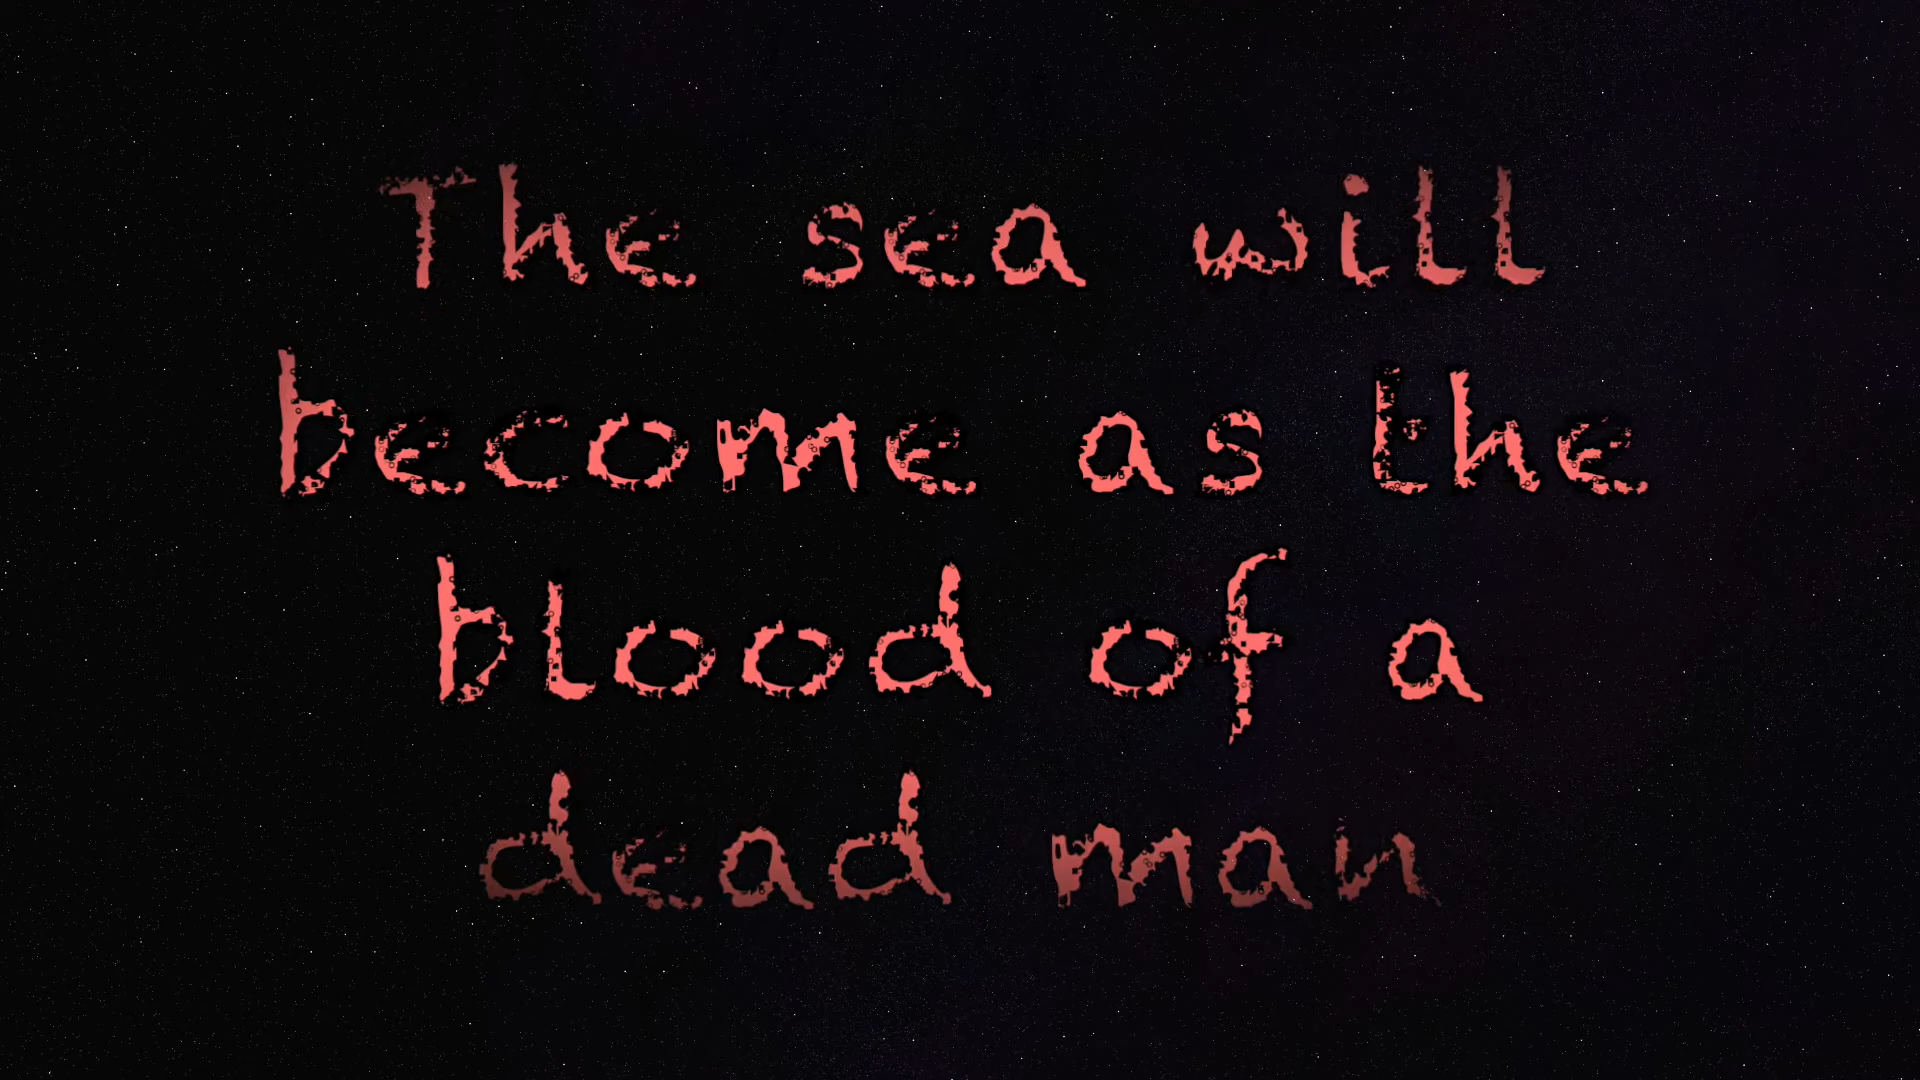 The sea will
become as the
blood of a
dead man